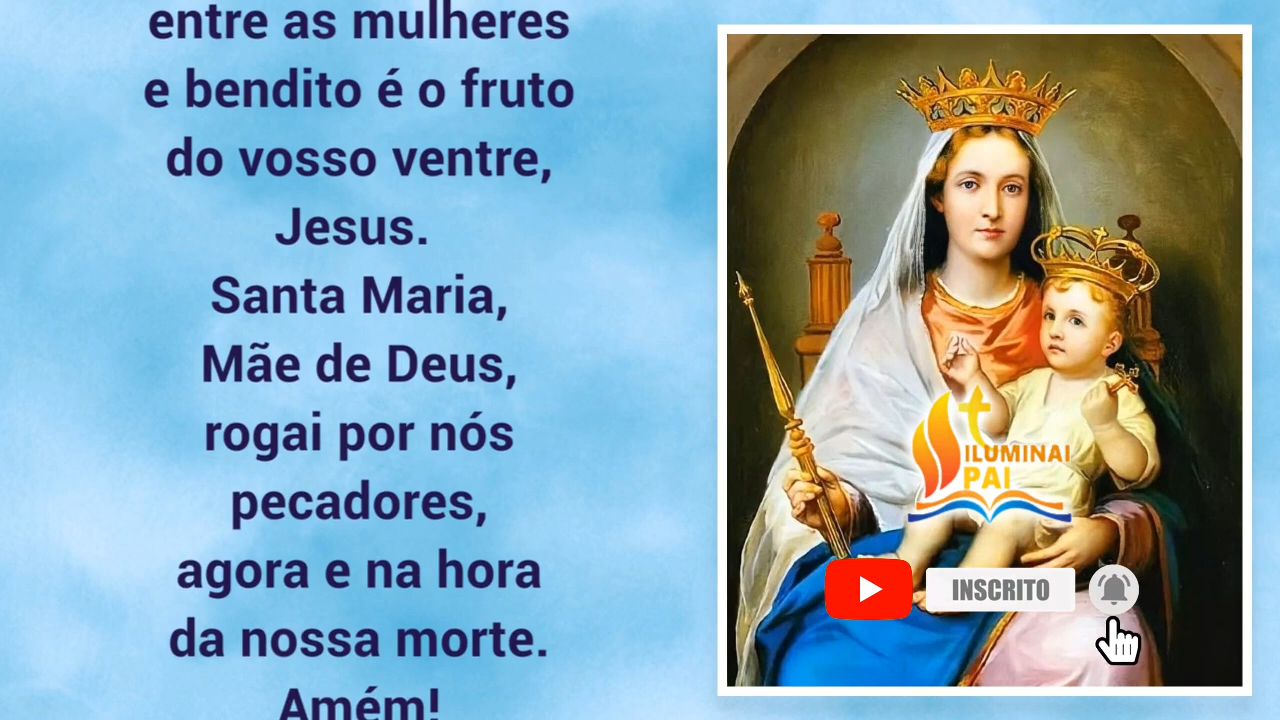 entre as mulheres
e bendito é o fruto
do vosso ventre,
Jesus.
Santa Maria,
Mãe de Deus,
rogai por nós
pecadores,
agora e na hora
da nossa morte.
Amém!
ILUMINAI
PAI
INSCRITO